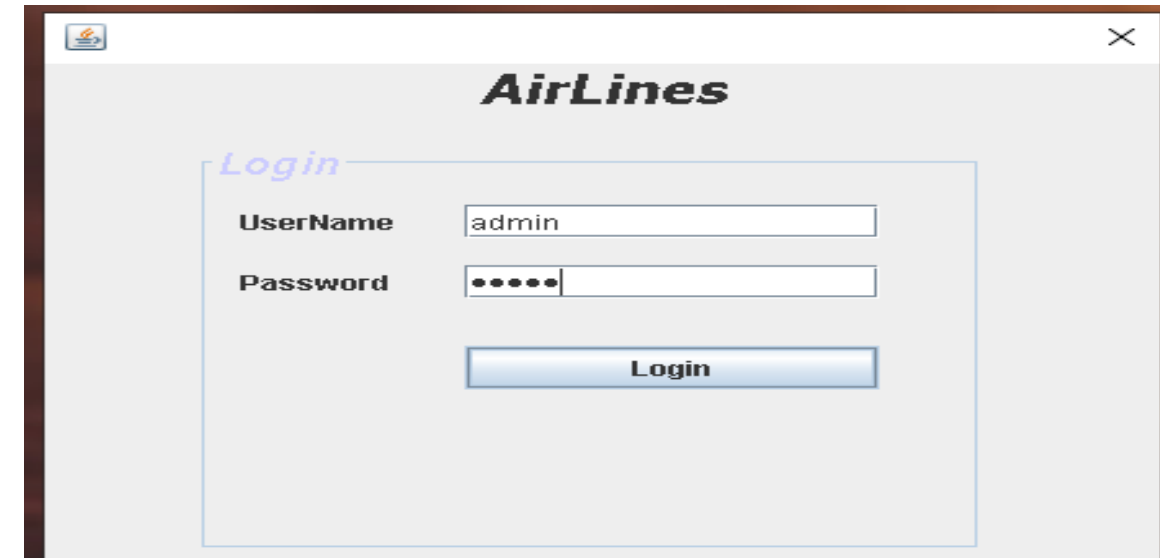 AirLines
Login
UserName admin
Password •••••
Login